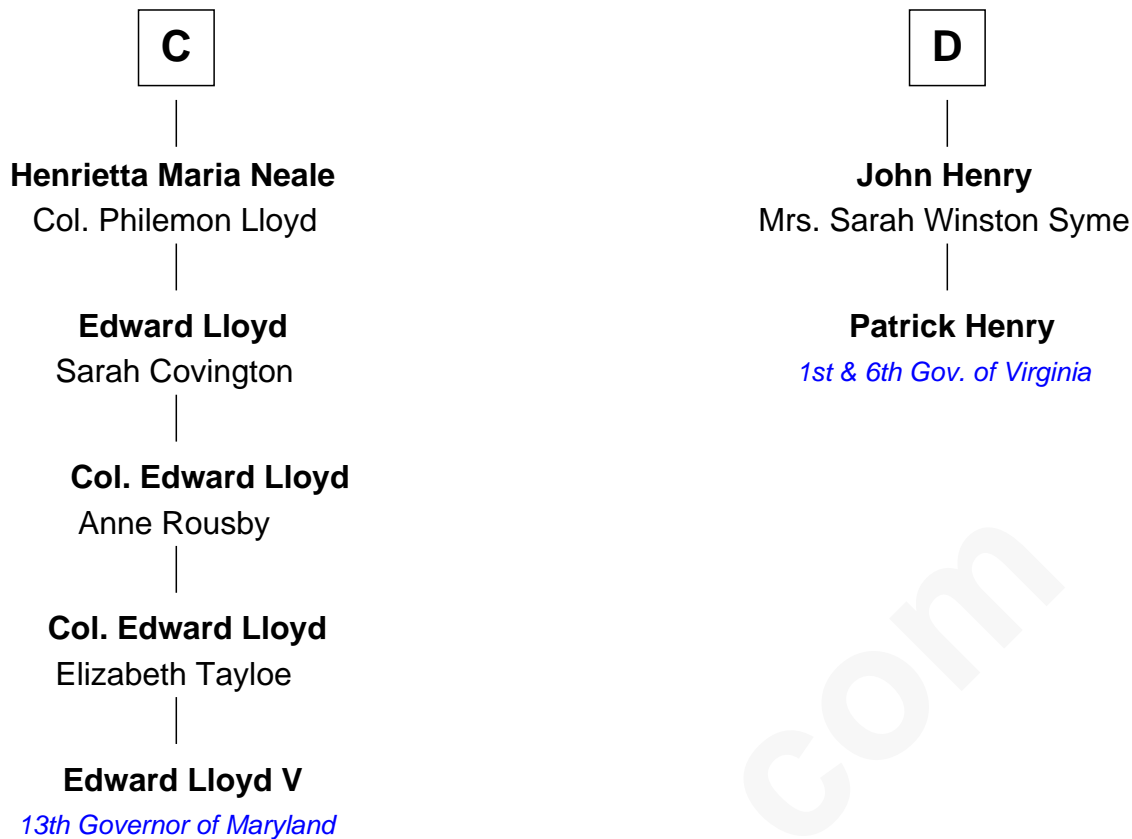 C
Henrietta Maria Neale
Col. Philemon Lloyd
Edward Lloyd
Sarah Covington
Col. Edward Lloyd
Anne Rousby
Col. Edward Lloyd
Elizabeth Tayloe
Edward Lloyd V
13th Governor of Maryland
D
John Henry
Mrs. Sarah Winston Syme
Patrick Henry
1st & 6th Gov. of Virginia
com